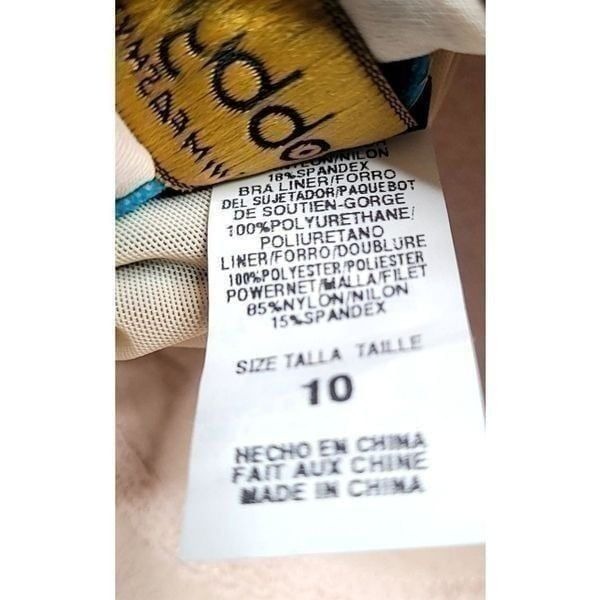 NYLON/NILON
18%SPANDEX
BRA LINER/FORRO
DEL SUJETADOR/PAQUEBOT
DE SOUTIEN-GORGE
100%POLYURETHANE/
POLIURETANO
LINER/FORRO/DOUBLURE
100%POLYESTER/POLIESTER
POWERNET/MALLA/FILET
85%NYLON/NILON
15%SPANDEX
SIZE TALLA TAILLE
10
HECHO EN CHINA
FAIT AUX CHINE
MADE IN CHINA